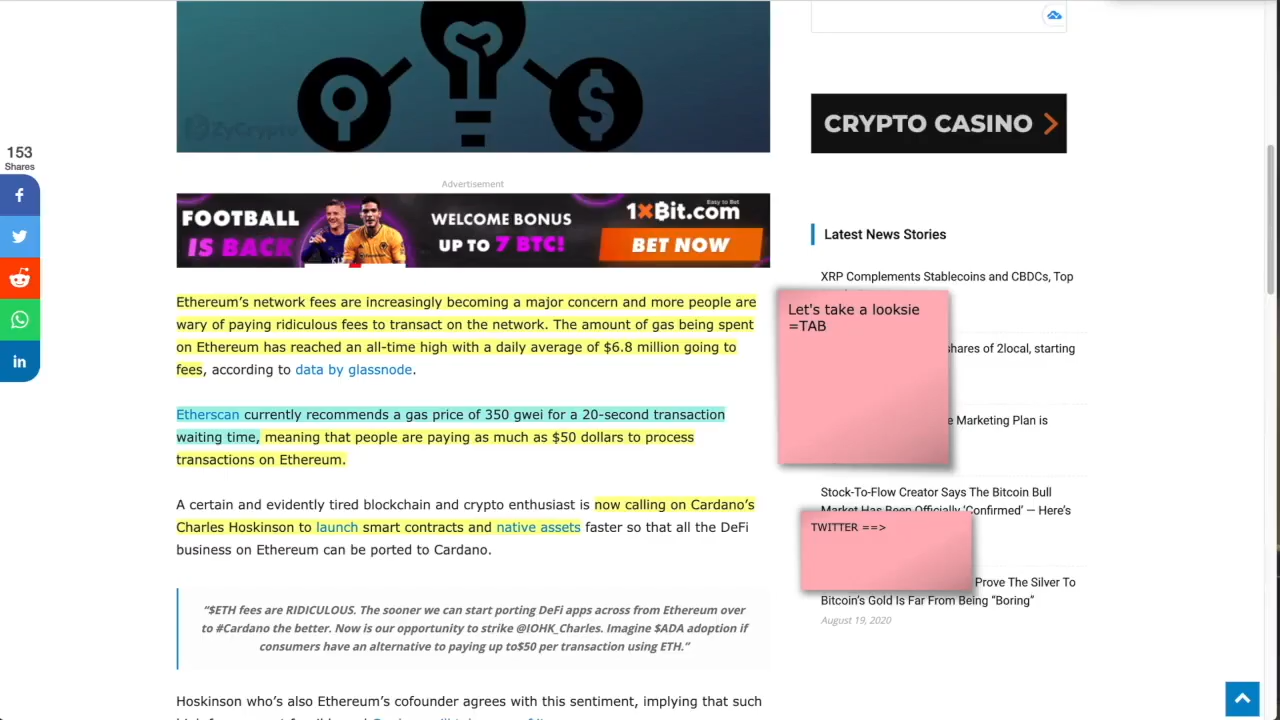 ZyCrypto
CRYPTO CASINO
153
Shares
Advertisement
FOOTBALL
IS BACK
WELCOME BONUS
UP TO 7 BTC!
Easy to Bet
1xBit.com
BET NOW
Ethereum’s network fees are increasingly becoming a major concern and more people are
wary of paying ridiculous fees to transact on the network. The amount of gas being spent
on Ethereum has reached an all-time high with a daily average of $6.8 million going to
fees, according to data by glassnode.
Etherscan currently recommends a gas price of 350 gwei for a 20-second transaction
waiting time, meaning that people are paying as much as $50 dollars to process
transactions on Ethereum.
A certain and evidently tired blockchain and crypto enthusiast is now calling on Cardano’s
Charles Hoskinson to launch smart contracts and native assets faster so that all the DeFi
business on Ethereum can be ported to Cardano.
“$ETH fees are RIDICULOUS. The sooner we can start porting DeFi apps across from Ethereum over
to #Cardano the better. Now is our opportunity to strike @IOHK_Charles. Imagine $ADA adoption if
consumers have an alternative to paying up to$50 per transaction using ETH.”
Hoskinson who’s also Ethereum’s cofounder agrees with this sentiment, implying that such
Latest News Stories
XRP Complements Stablecoins and CBDCs, Top
Let's take a looksie
=TAB
shares of 2local, starting
e Marketing Plan is
Stock-To-Flow Creator Says The Bitcoin Bull
Market Has Been Officially ‘Confirmed’ — Here’s
TWITTER ==>
Prove The Silver To
Bitcoin’s Gold Is Far From Being “Boring”
August 19, 2020